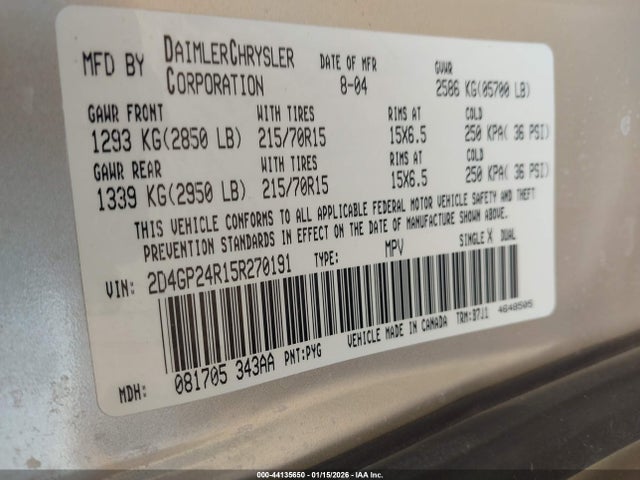 MFD BY DAIMLERCHRYSLER CORPORATION DATE OF MFR 8-04 GVWR 2586 KG(05700 LB)
GAWR FRONT WITH TIRES RIMS AT COLD
1293 KG(2850 LB) 215/70R15 15X6.5 250 KPA( 36 PSI)
GAWR REAR WITH TIRES RIMS AT COLD
1339 KG(2950 LB) 215/70R15 15X6.5 250 KPA( 36 PSI)
THIS VEHICLE CONFORMS TO ALL APPLICABLE FEDERAL MOTOR VEHICLE SAFETY AND THEFT
PREVENTION STANDARDS IN EFFECT ON THE DATE OF MANUFACTURE SHOWN ABOVE.
VIN: 2D4GP24R15R270191 TYPE: MPV SINGLE X DUAL
MDH: 081705 343AA PNT:PYG VEHICLE MADE IN CANADA TRM:B7J1 4648505
000-44135650 - 01/15/2026 - IAA Inc.